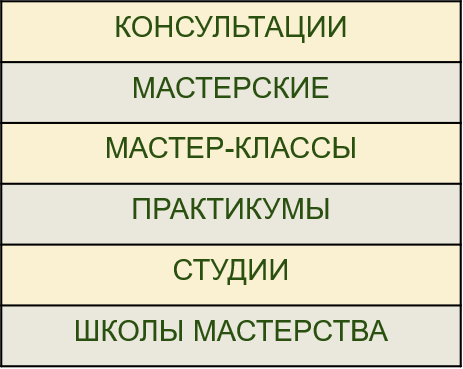 КОНСУЛЬТАЦИИ
МАСТЕРСКИЕ
МАСТЕР-КЛАССЫ
ПРАКТИКУМЫ
СТУДИИ
ШКОЛЫ МАСТЕРСТВА